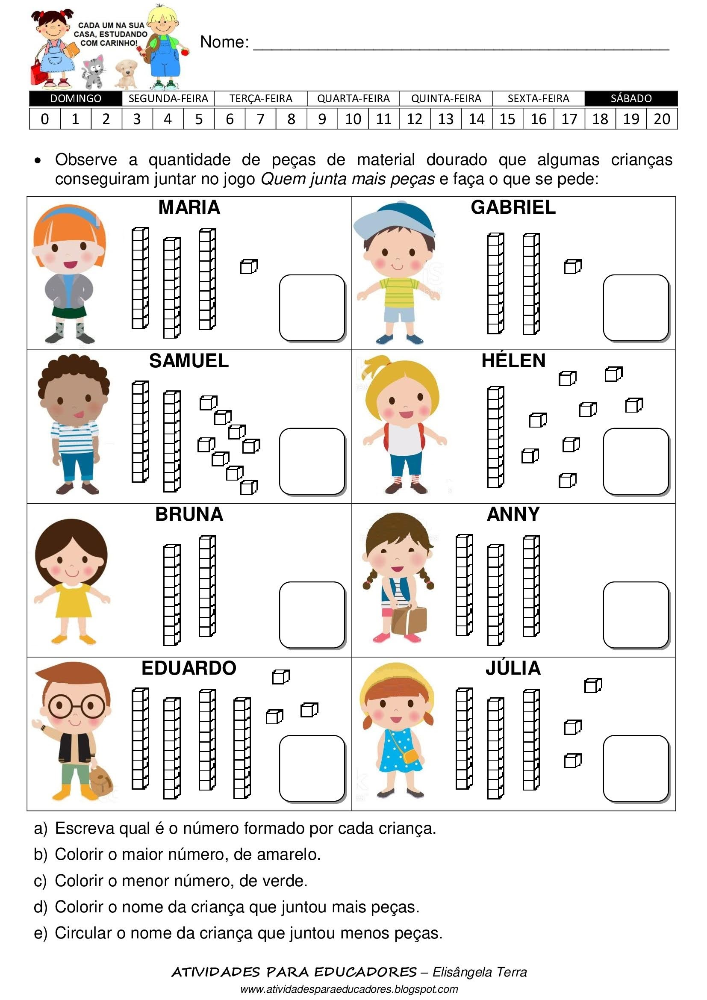 CADA UM NA SUA
CASA, ESTUDANDO
COM CARINHO!
Nome: ______________________________________________
DOMINGO SEGUNDA-FEIRA TERÇA-FEIRA QUARTA-FEIRA QUINTA-FEIRA SEXTA-FEIRA SÁBADO
0 1 2 3 4 5 6 7 8 9 10 11 12 13 14 15 16 17 18 19 20
• Observe a quantidade de peças de material dourado que algumas crianças
conseguiram juntar no jogo Quem junta mais peças e faça o que se pede:
MARIA
GABRIEL
SAMUEL
HÉLEN
BRUNA
ANNY
EDUARDO
JÚLIA
a) Escreva qual é o número formado por cada criança.
b) Colorir o maior número, de amarelo.
c) Colorir o menor número, de verde.
d) Colorir o nome da criança que juntou mais peças.
e) Circular o nome da criança que juntou menos peças.
ATIVIDADES PARA EDUCADORES – Elisângela Terra
www.atividadesparaeducadores.blogspot.com